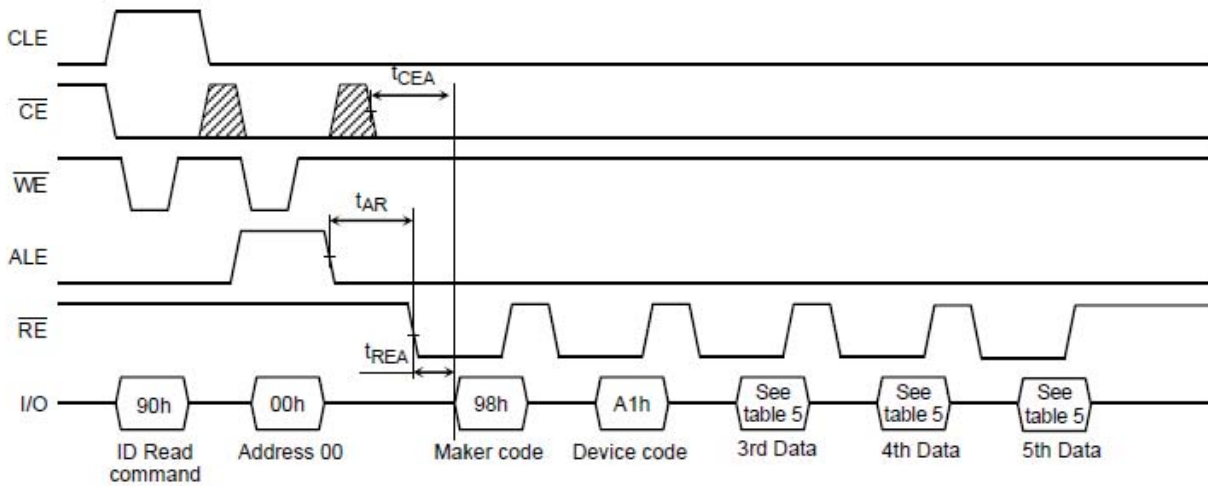 CLE
CE
tCEA
WE
tAR
ALE
RE
tREA
I/O
90h
00h
98h
A1h
See
table 5
See
table 5
See
table 5
ID Read
command
Address 00
Maker code
Device code
3rd Data
4th Data
5th Data